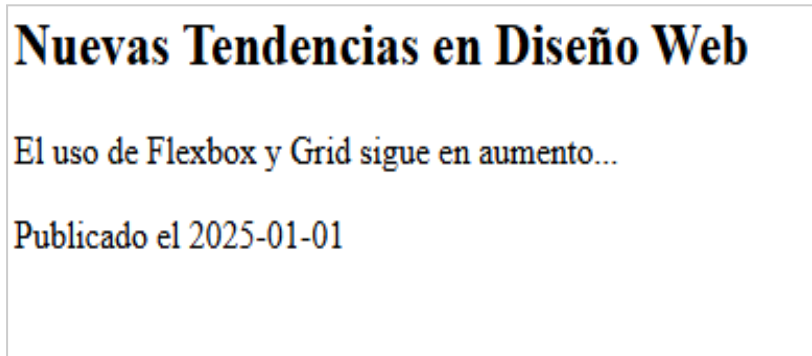 Nuevas Tendencias en Diseño Web
El uso de Flexbox y Grid sigue en aumento...
Publicado el 2025-01-01